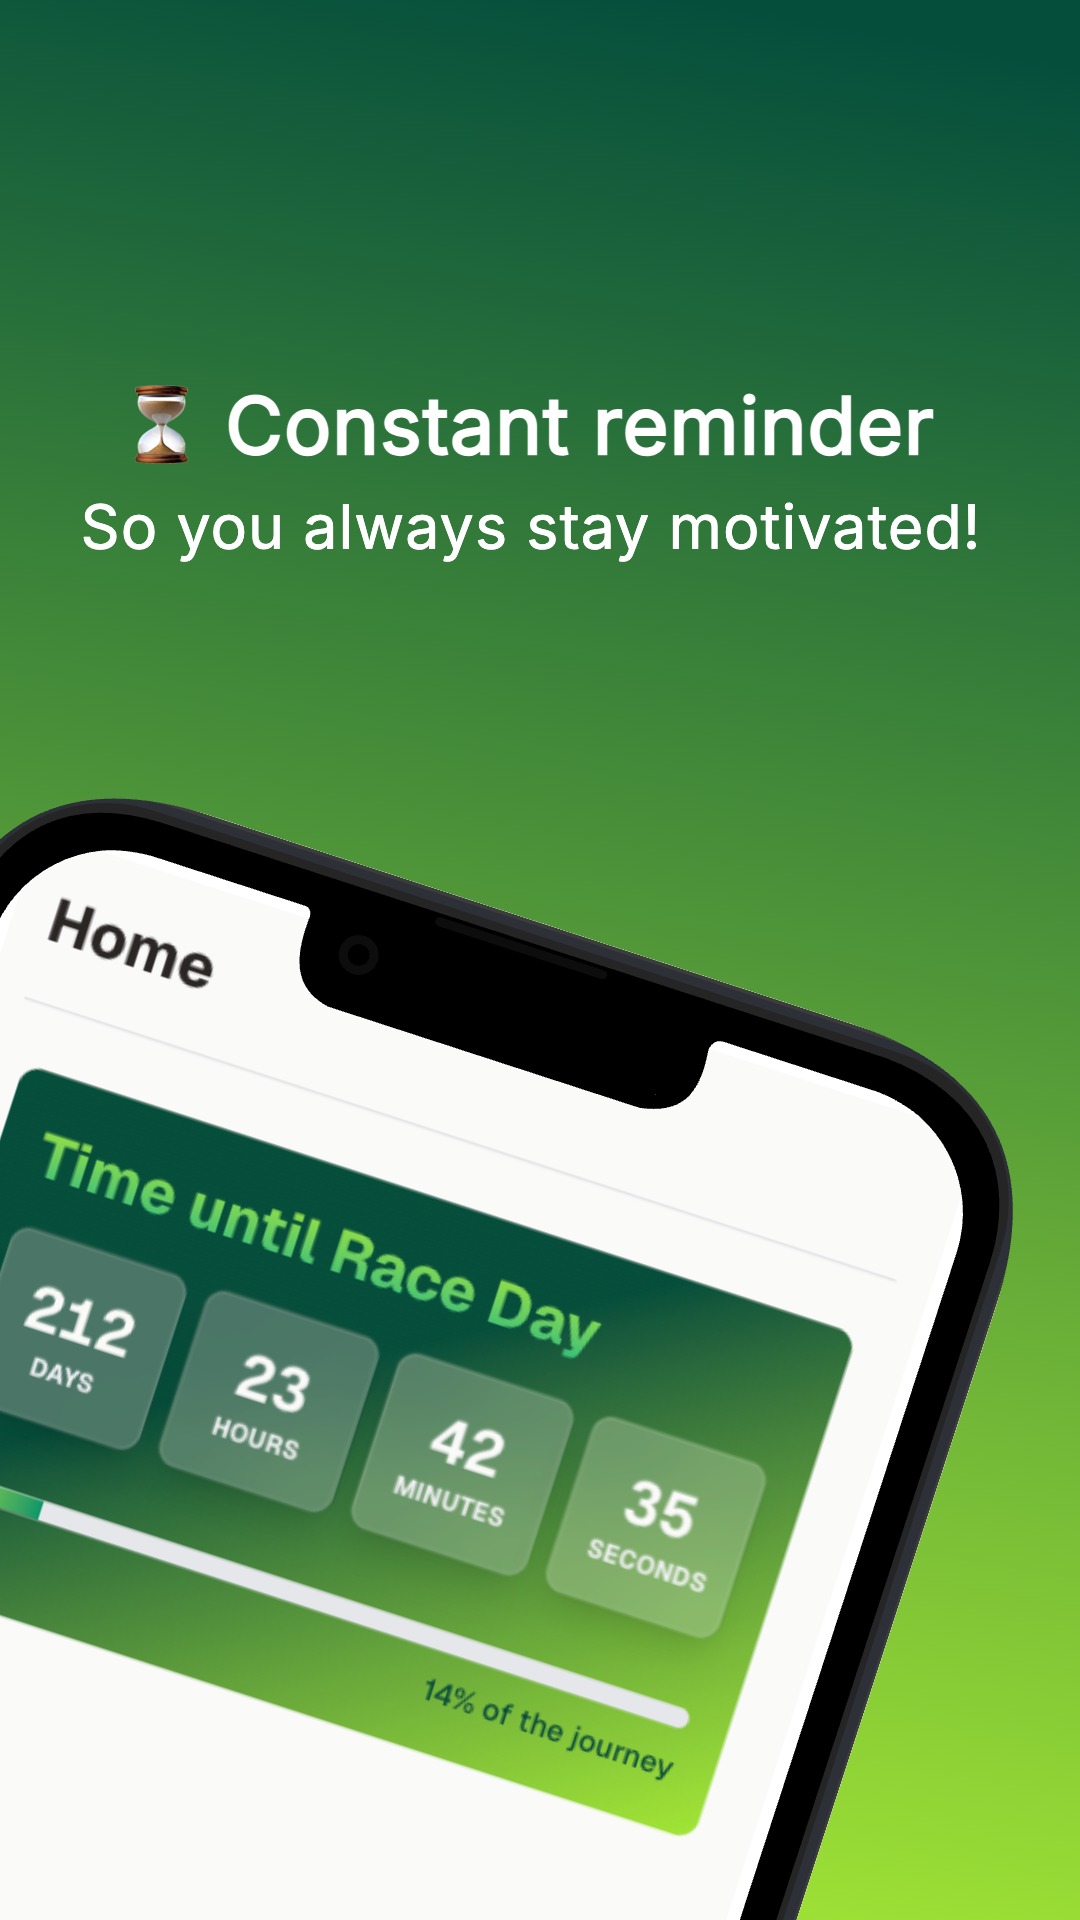 ⏳ Constant reminder
So you always stay motivated!
Home
Time until Race Day
212
DAYS
23
HOURS
42
MINUTES
35
SECONDS
14% of the journey